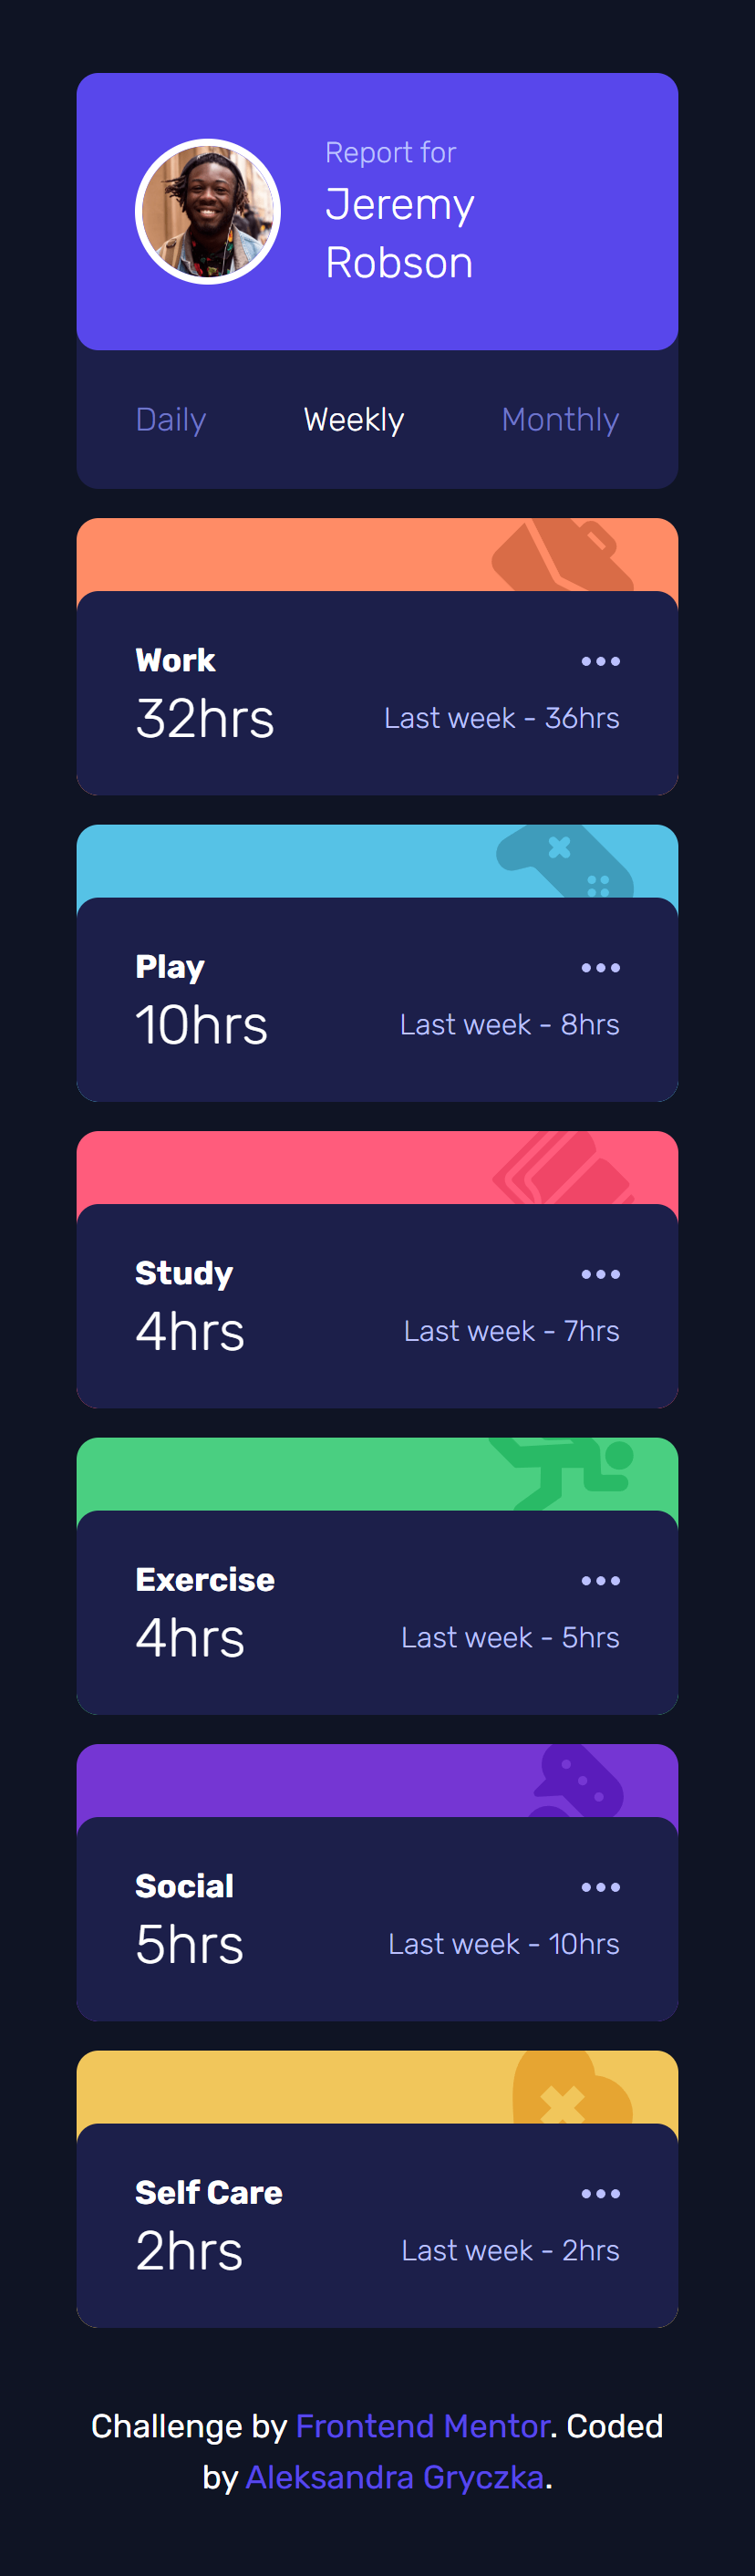 Report for
Jeremy
Robson
Daily Weekly Monthly
Work
32hrs Last week - 36hrs
Play
10hrs Last week - 8hrs
Study
4hrs Last week - 7hrs
Exercise
4hrs Last week - 5hrs
Social
5hrs Last week - 10hrs
Self Care
2hrs Last week - 2hrs
Challenge by Frontend Mentor. Coded
by Aleksandra Gryczka.